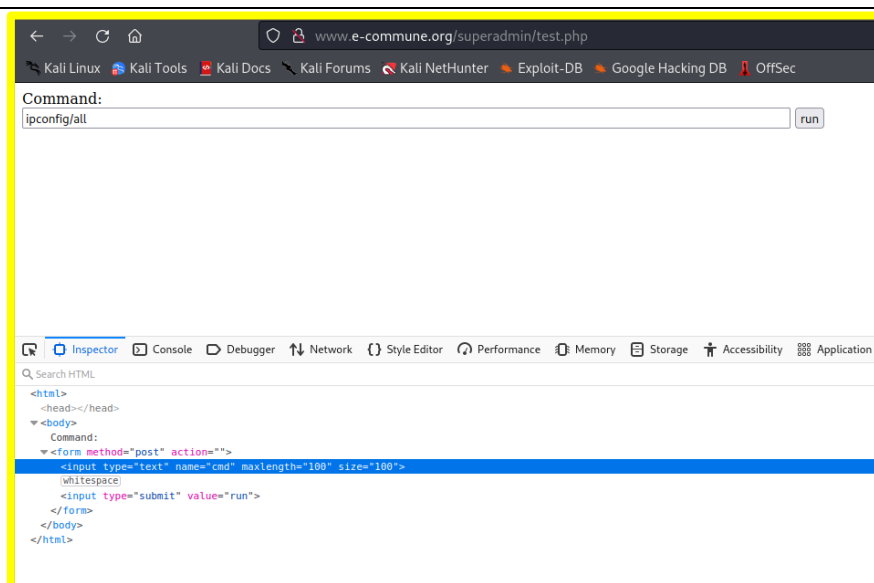 www.e-commune.org/superadmin/test.php
Kali Linux Kali Tools Kali Docs Kali Forums Kali NetHunter Exploit-DB Google Hacking DB OffSec
Command:
ipconfig/all run
Inspector Console Debugger Network Style Editor Performance Memory Storage Accessibility Application
Search HTML
<html>
<head></head>
<body>
Command:
<form method="post" action="">
<input type="text" name="cmd" maxlength="100" size="100">
whitespace
<input type="submit" value="run">
</form>
</body>
</html>